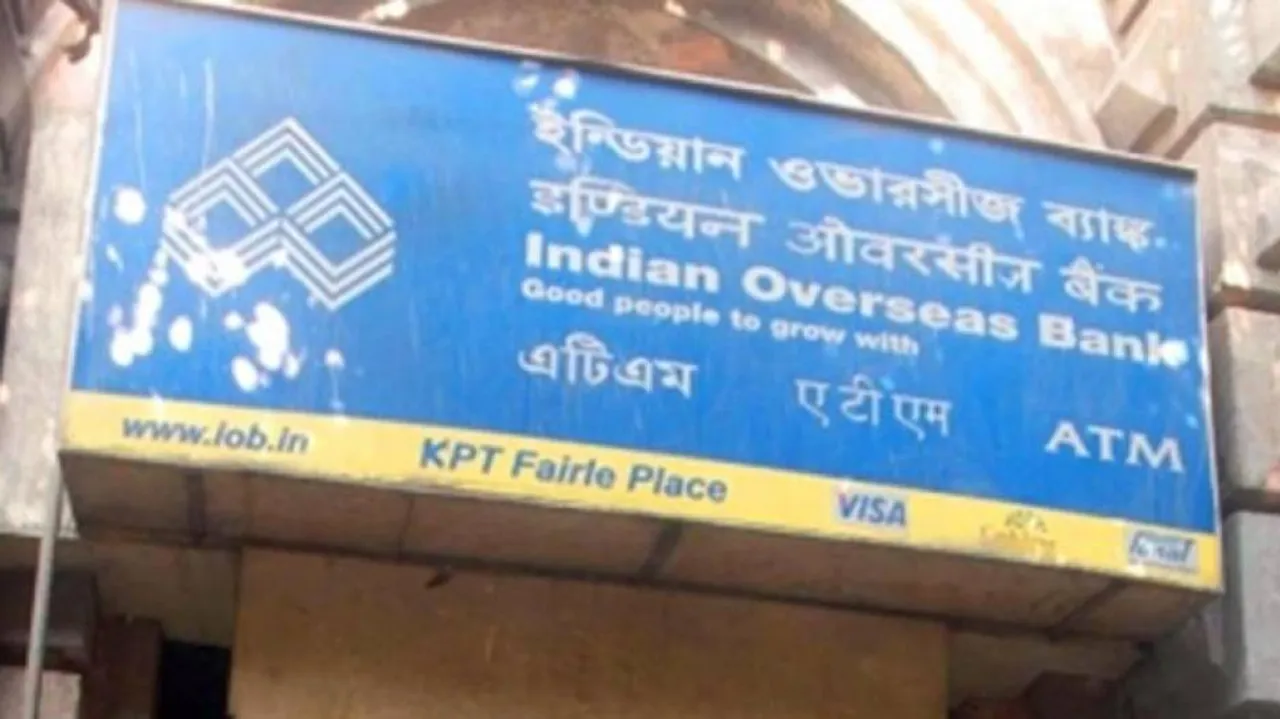 ইন্ডিয়ান ওভারসীজ ব্যাঙ্ক
इण्डियन ओवरसीज़ बैंक
Indian Overseas Bank
Good people to grow with
এটিএম ए टी एम ATM
www.iob.in KPT Fairle Place VISA